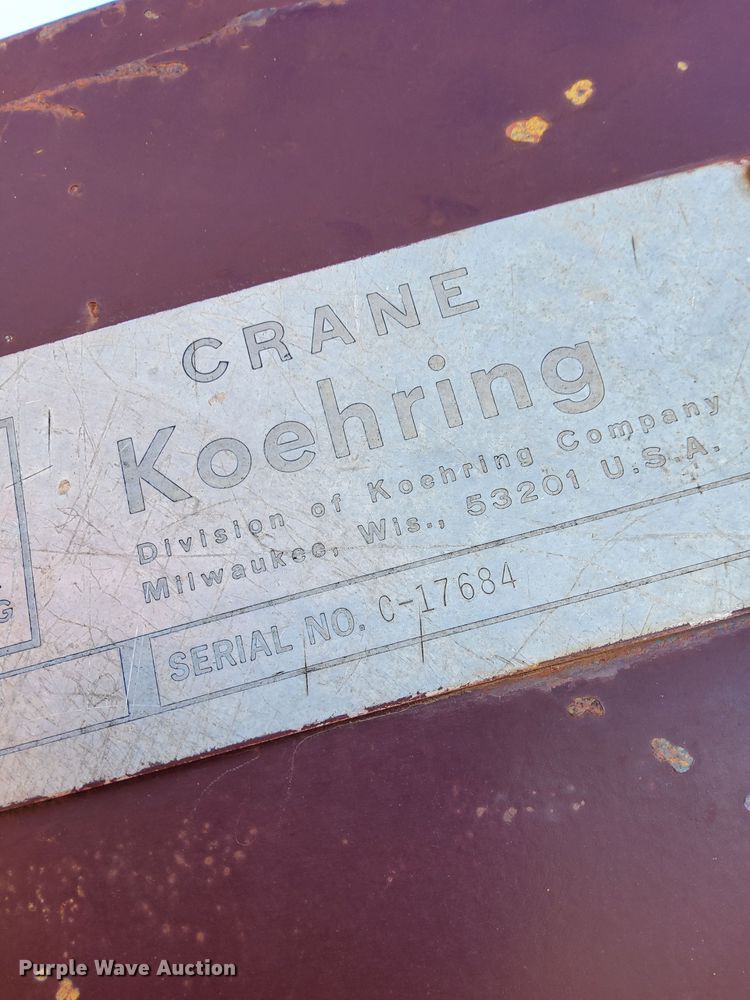 CRANE
Koehring
Division of Koehring Company
Milwaukee, Wis., 53201 U.S.A.
G
SERIAL NO. C-17684
Purple Wave Auction